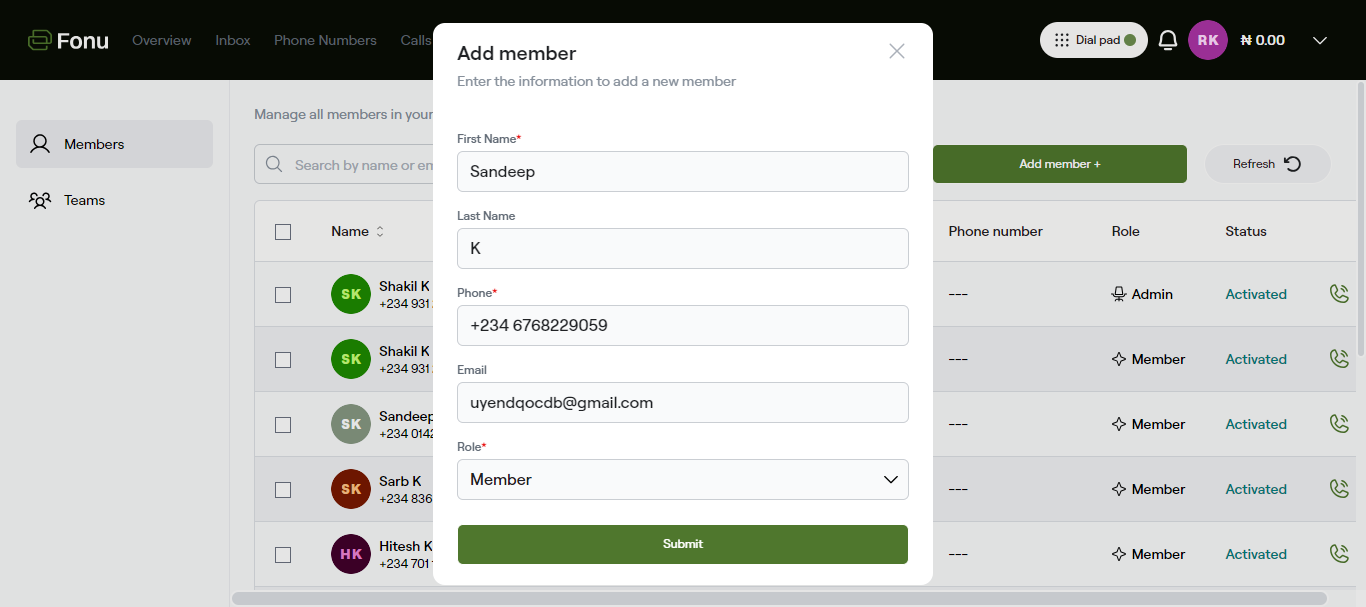 Fonu Overview Inbox Phone Numbers Calls
Dial pad RK ₦ 0.00
Members
Teams
Manage all members in your
Search by name or em
Add member +
Refresh
Name Phone number Role Status
SK Shakil K --- Admin Activated
+234 931
SK Shakil K --- Member Activated
+234 931
SK Sandeep --- Member Activated
+234 0142
SK Sarb K --- Member Activated
+234 836
HK Hitesh K --- Member Activated
+234 701
Add member
Enter the information to add a new member
First Name*
Sandeep
Last Name
K
Phone*
+234 6768229059
Email
uyendqocdb@gmail.com
Role*
Member
Submit